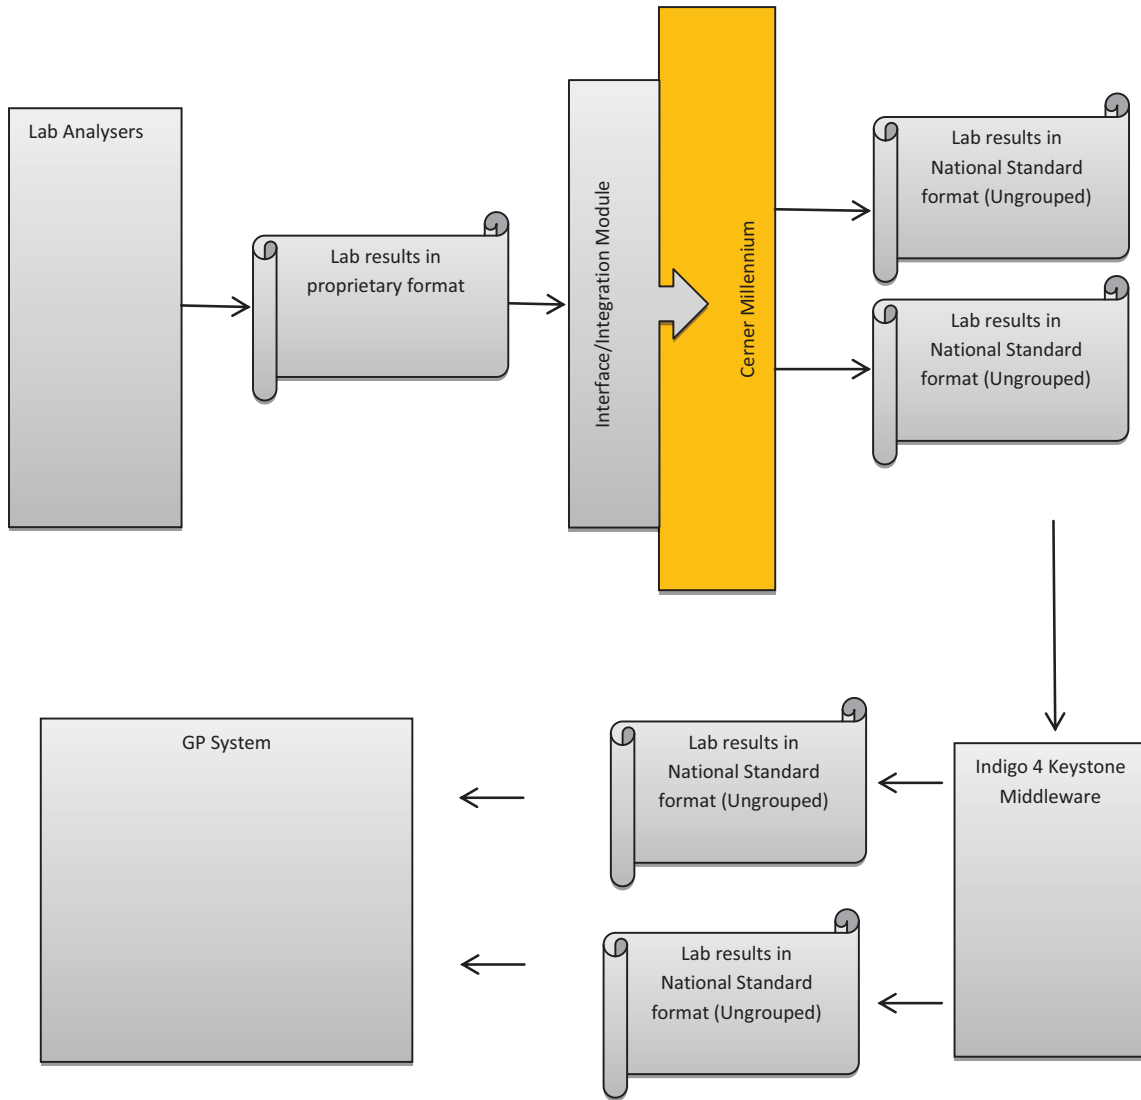 Lab Analysers
Lab results in
proprietary format
Interface/Integration Module
Cerner Millennium
Lab results in
National Standard
format (Ungrouped)
Lab results in
National Standard
format (Ungrouped)
GP System
Lab results in
National Standard
format (Ungrouped)
Indigo 4 Keystone
Middleware
Lab results in
National Standard
format (Ungrouped)